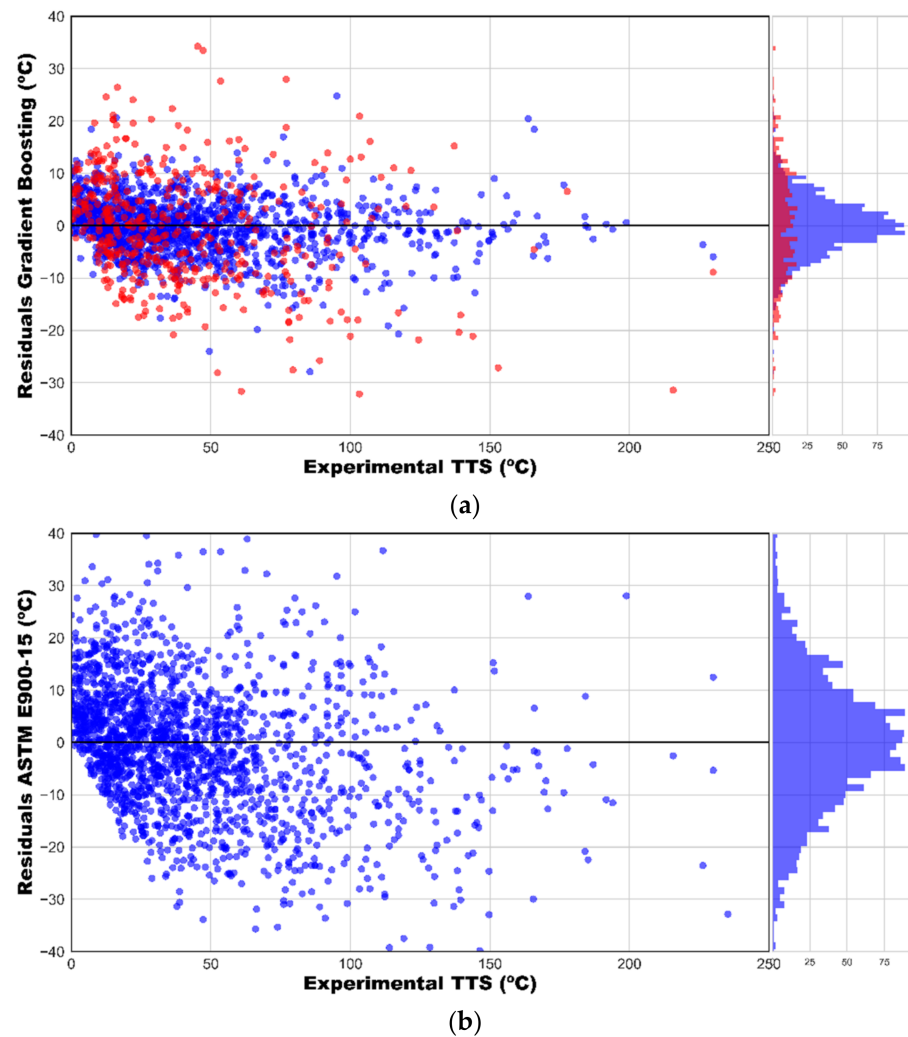 40
30
20
10
0
−10
−20
−30
−40
Residuals Gradient Boosting (ºC)
0 50 100 150 200 250
25 50 75
Experimental TTS (ºC)
(a)
40
30
20
10
0
−10
−20
−30
−40
Residuals ASTM E900-15 (ºC)
0 50 100 150 200 250
25 50 75
Experimental TTS (ºC)
(b)